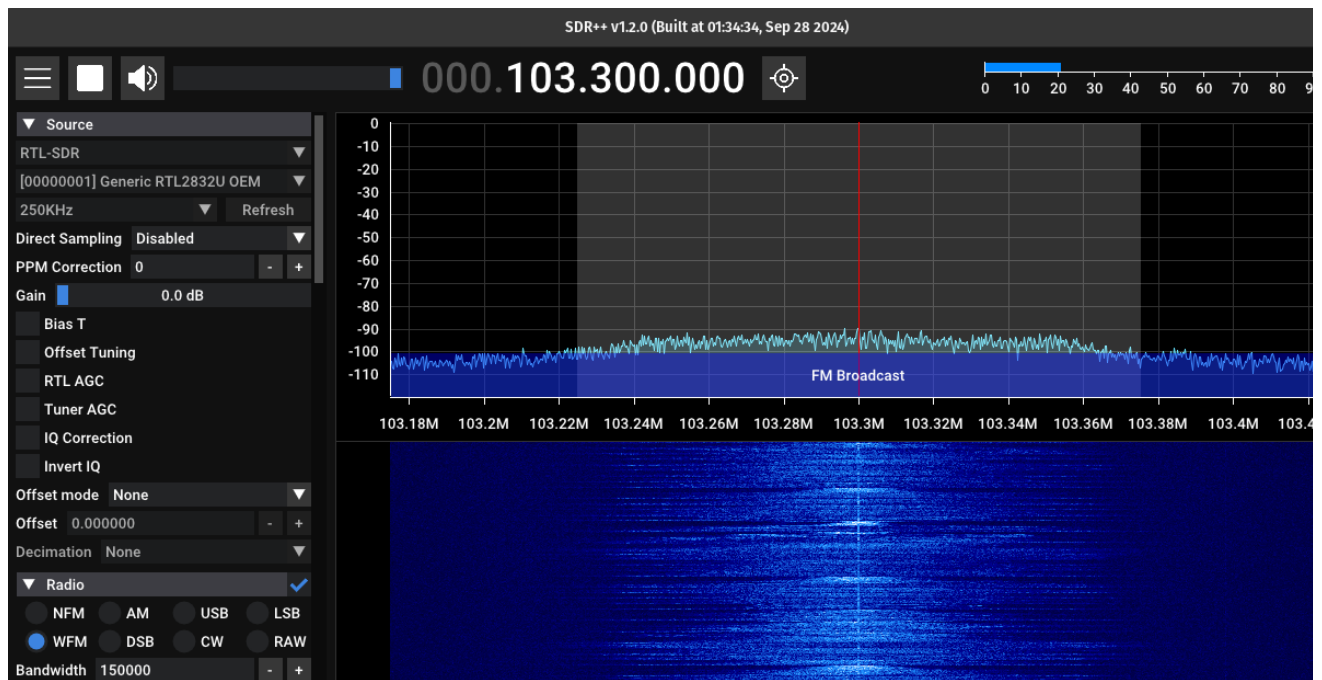 SDR++ v1.2.0 (Built at 01:34:34, Sep 28 2024)
000.103.300.000
0 10 20 30 40 50 60 70 80 9
Source
RTL-SDR
[00000001] Generic RTL2832U OEM
250KHz Refresh
Direct Sampling Disabled
PPM Correction 0 - +
Gain 0.0 dB
Bias T
Offset Tuning
RTL AGC
Tuner AGC
IQ Correction
Invert IQ
Offset mode None
Offset 0.000000 - +
Decimation None
Radio
NFM AM USB LSB
WFM DSB CW RAW
Bandwidth 150000 - +
0
-10
-20
-30
-40
-50
-60
-70
-80
-90
-100
-110
FM Broadcast
103.18M 103.2M 103.22M 103.24M 103.26M 103.28M 103.3M 103.32M 103.34M 103.36M 103.38M 103.4M 103.4